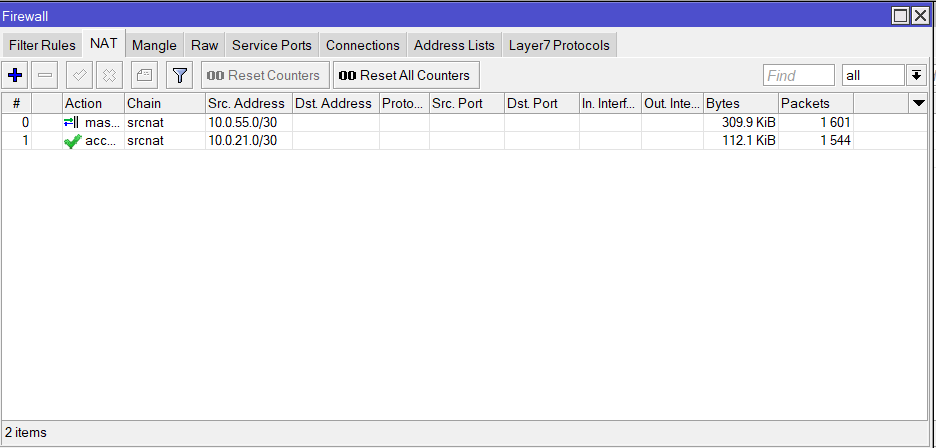 Firewall
Filter Rules NAT Mangle Raw Service Ports Connections Address Lists Layer7 Protocols
Reset Counters Reset All Counters Find all
# Action Chain Src. Address Dst. Address Proto... Src. Port Dst. Port In. Interf... Out. Inte... Bytes Packets
0 mas... srcnat 10.0.55.0/30 309.9 KiB 1 601
1 acc... srcnat 10.0.21.0/30 112.1 KiB 1 544
2 items